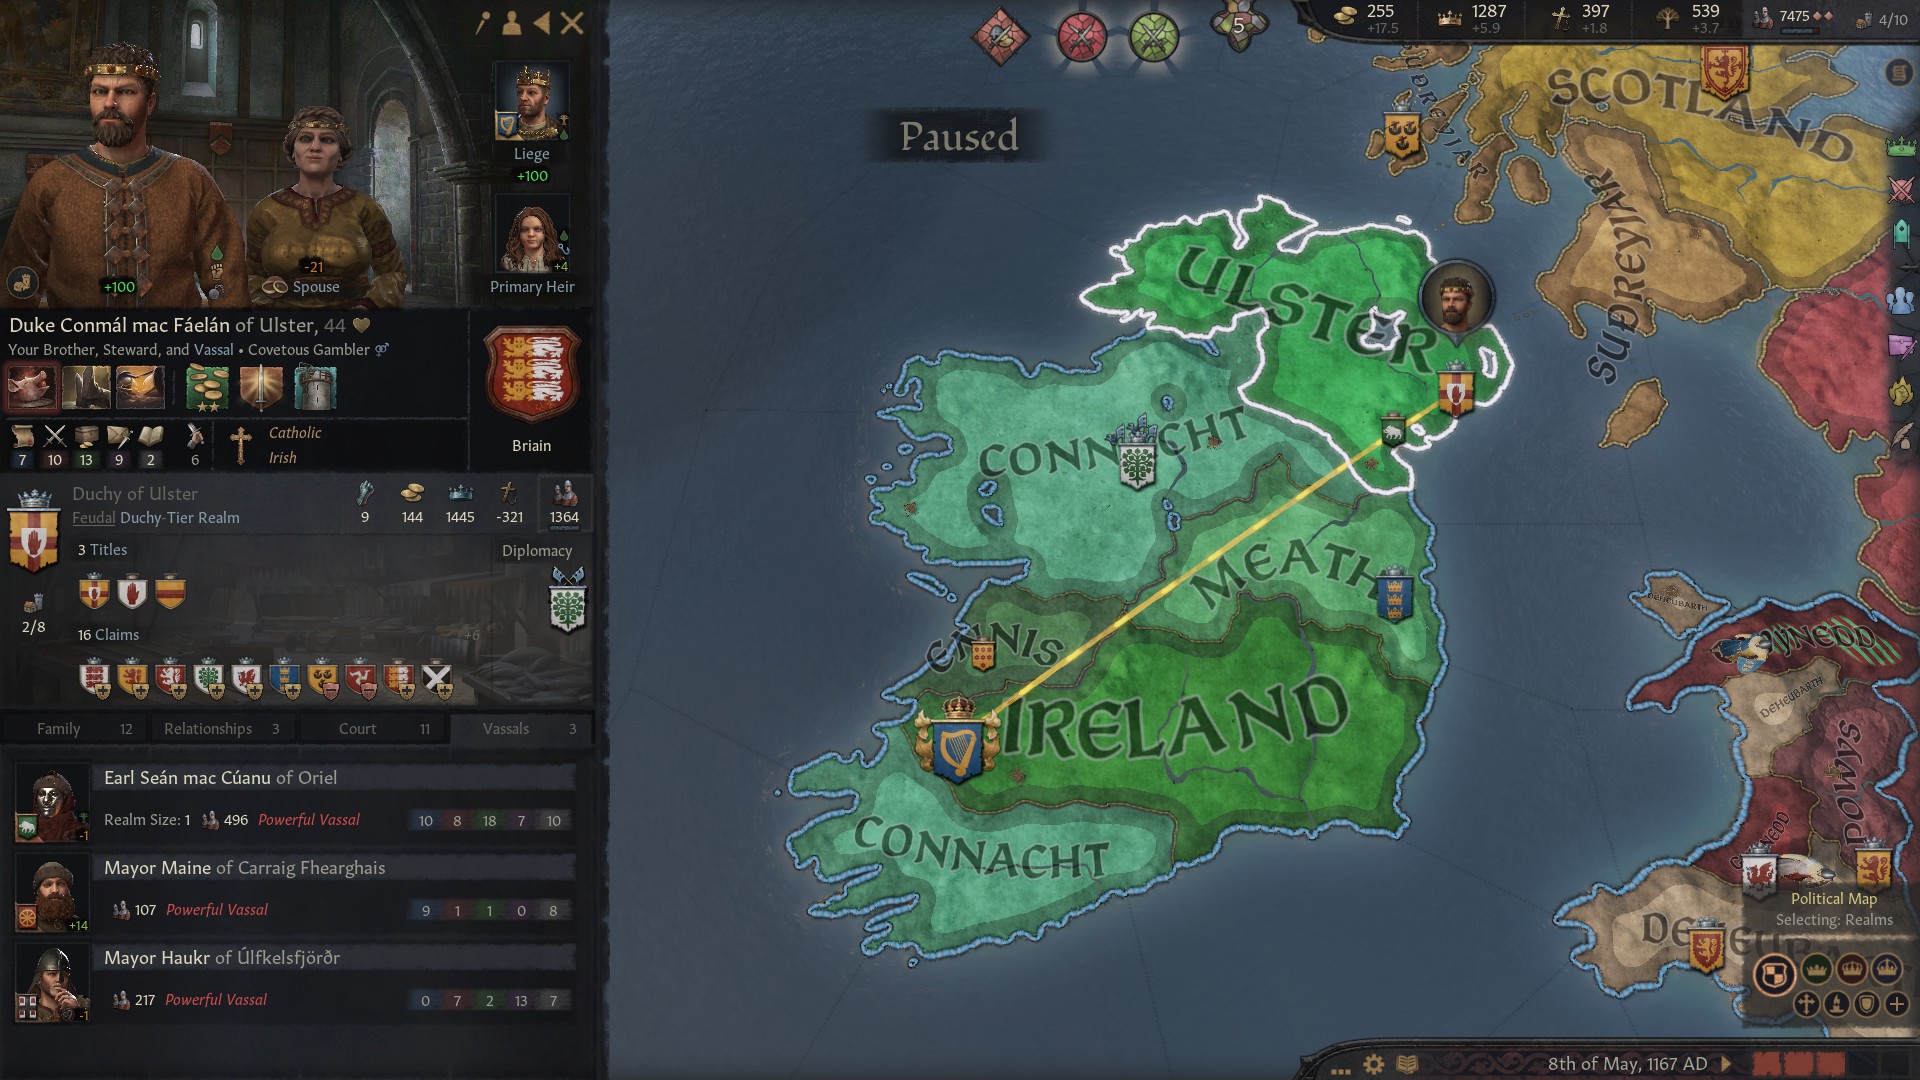 255
+17.5
1287
+5.9
397
+1.8
539
+3.7
7475
4/10
5
Paused
Liege
+100
+100
-21
Spouse
+4
Primary Heir
Duke Conmál mac Fáelán of Ulster, 44
Your Brother, Steward, and Vassal • Covetous Gambler
7 10 13 9 2 6
Catholic
Irish
Briain
Duchy of Ulster
Feudal Duchy-Tier Realm
9 144 1445 -321 1364
3 Titles
Diplomacy
2/8
16 Claims
+6
Family 12
Relationships 3
Court 11
Vassals 3
Earl Seán mac Cúanu of Oriel
Realm Size: 1 496 Powerful Vassal
10 8 18 7 10
-1
Mayor Maine of Carraig Fhearghais
107 Powerful Vassal
9 1 1 0 8
+14
Mayor Haukr of Úlfkelsfjörðr
217 Powerful Vassal
0 7 2 13 7
-1
SCOTLAND
SUÐREYJAR
SUÐREYJAR
ULSTER
CONNACHT
MEATH
ENNIS
IRELAND
CONNACHT
DEHEUBARTH
GWYNEDD
DEHEUBARTH
Political Map
Selecting: Realms
8th of May, 1167 AD